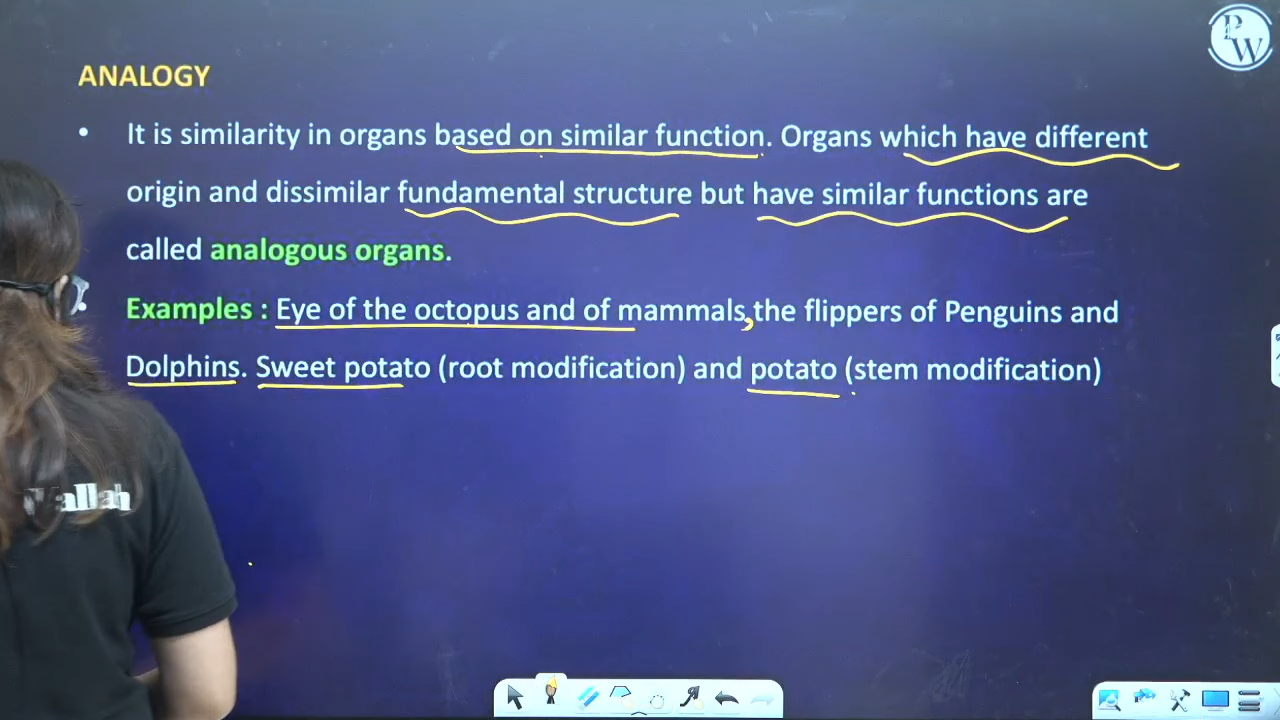 PW
ANALOGY
• It is similarity in organs based on similar function. Organs which have different
origin and dissimilar fundamental structure but have similar functions are
called analogous organs.
• Examples : Eye of the octopus and of mammals, the flippers of Penguins and
Dolphins. Sweet potato (root modification) and potato (stem modification)
Wallah